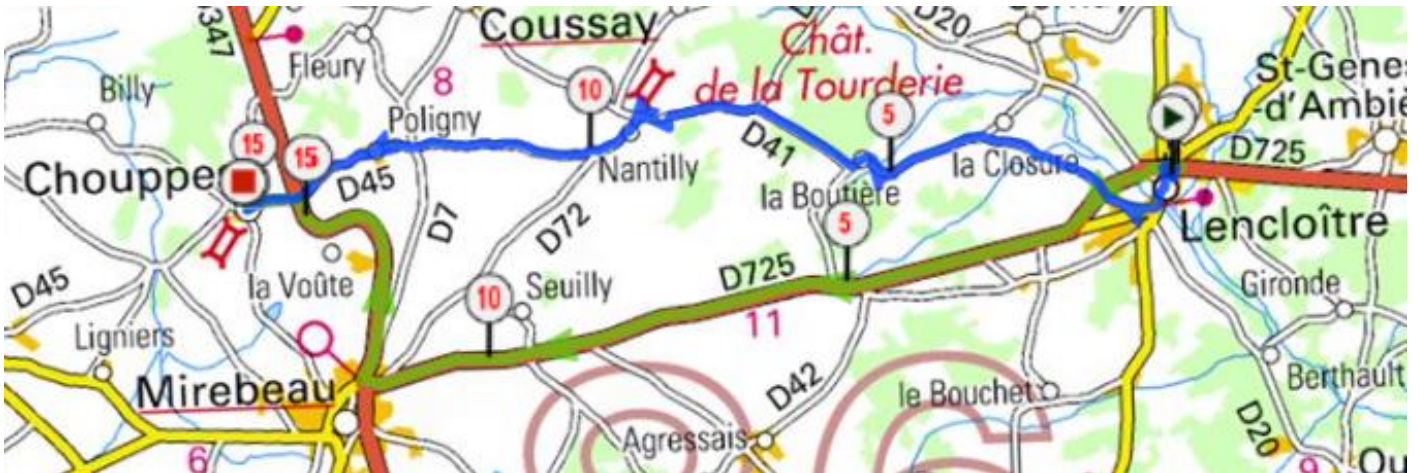 D20
Coussay
Chât.
de la Tourderie
347
Fleury
8
Billy
10
St-Genes
-d'Ambiè
5
Poligny
15
15
D41
la Closure
D725
Chouppe
D45
Nantilly
la Boutière
5
Lencloître
D7
D72
D725
Gironde
la Voûte
10
Seuilly
11
D45
Ligniers
Mirebeau
D42
le Bouchet
Berthault
Agressais
D20
6
9
Ou